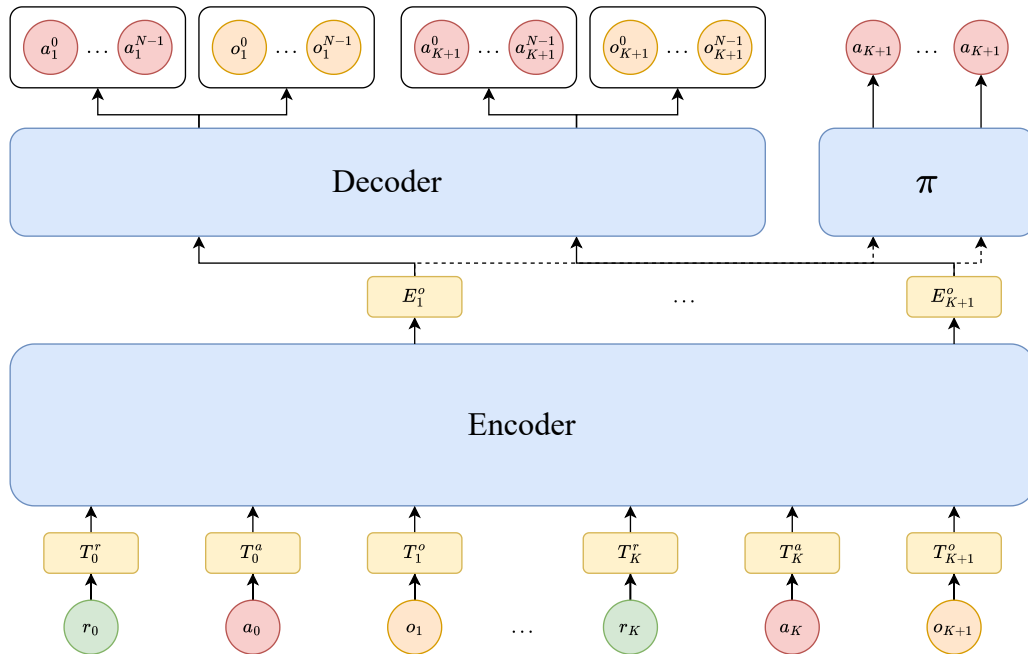 a_1^0 … a_1^{N-1} o_1^0 … o_1^{N-1} a_{K+1}^0 … a_{K+1}^{N-1} o_{K+1}^0 … o_{K+1}^{N-1} a_{K+1} … a_{K+1}
Decoder π
E_1^o … E_{K+1}^o
Encoder
T_0^r T_0^a T_1^o T_K^r T_K^a T_{K+1}^o
r_0 a_0 o_1 … r_K a_K o_{K+1}